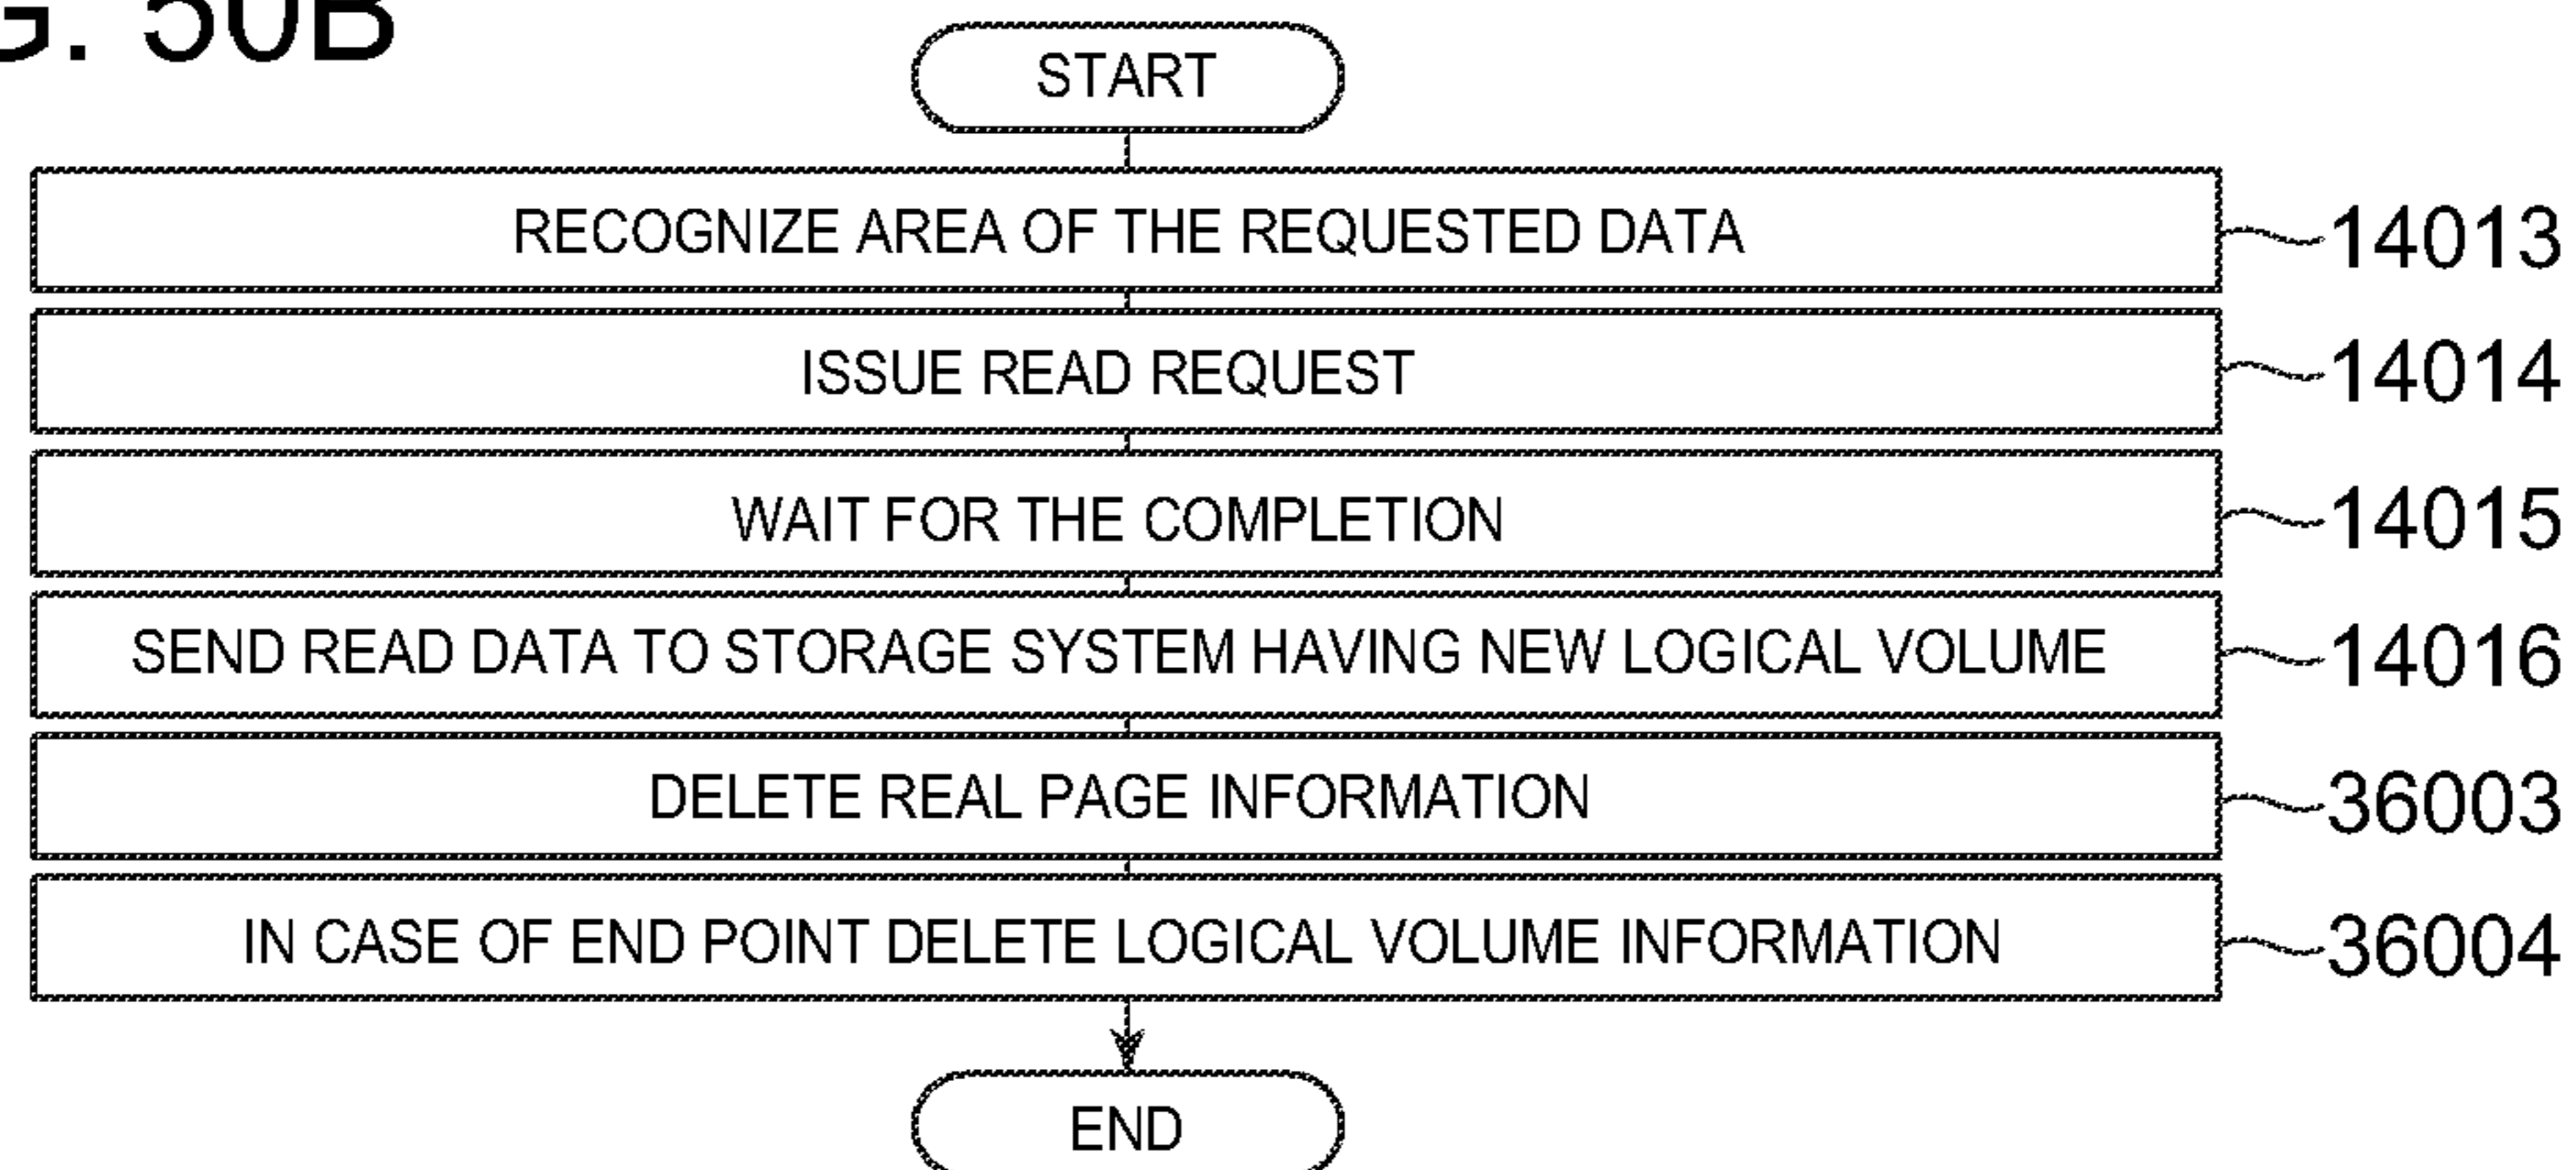 G. 50B
START
RECOGNIZE AREA OF THE REQUESTED DATA 14013
ISSUE READ REQUEST 14014
WAIT FOR THE COMPLETION 14015
SEND READ DATA TO STORAGE SYSTEM HAVING NEW LOGICAL VOLUME 14016
DELETE REAL PAGE INFORMATION 36003
IN CASE OF END POINT DELETE LOGICAL VOLUME INFORMATION 36004
END